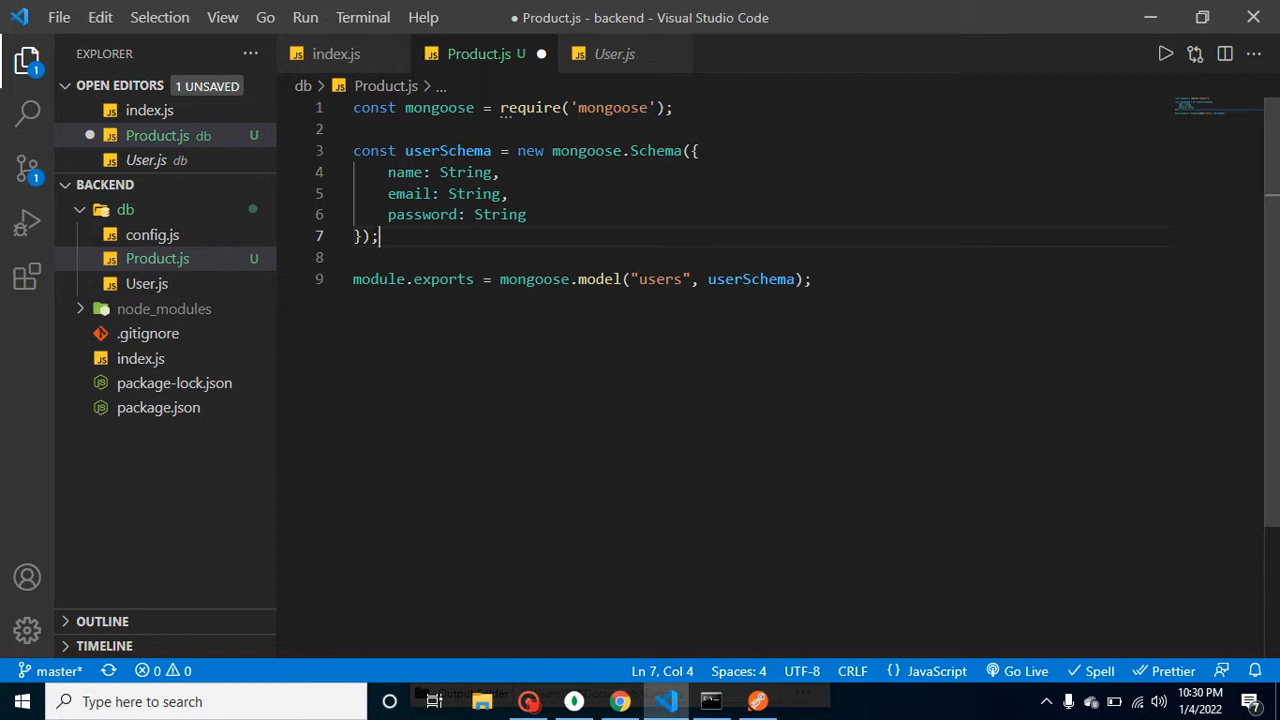 File Edit Selection View Go Run Terminal Help ● Product.js - backend - Visual Studio Code
EXPLORER ... index.js Product.js U User.js
OPEN EDITORS 1 UNSAVED
index.js
Product.js db U
User.js db
BACKEND
db
config.js
Product.js U
User.js
node_modules
.gitignore
index.js
package-lock.json
package.json
OUTLINE
TIMELINE
db > Product.js > ...
1 const mongoose = require('mongoose');
2
3 const userSchema = new mongoose.Schema({
4 name: String,
5 email: String,
6 password: String
7 });
8
9 module.exports = mongoose.model("users", userSchema);
master* 0 0 Ln 7, Col 4 Spaces: 4 UTF-8 CRLF { } JavaScript Go Live Spell Prettier
Type here to search
Output Folder
10:30 PM
1/4/2022
1
1
7